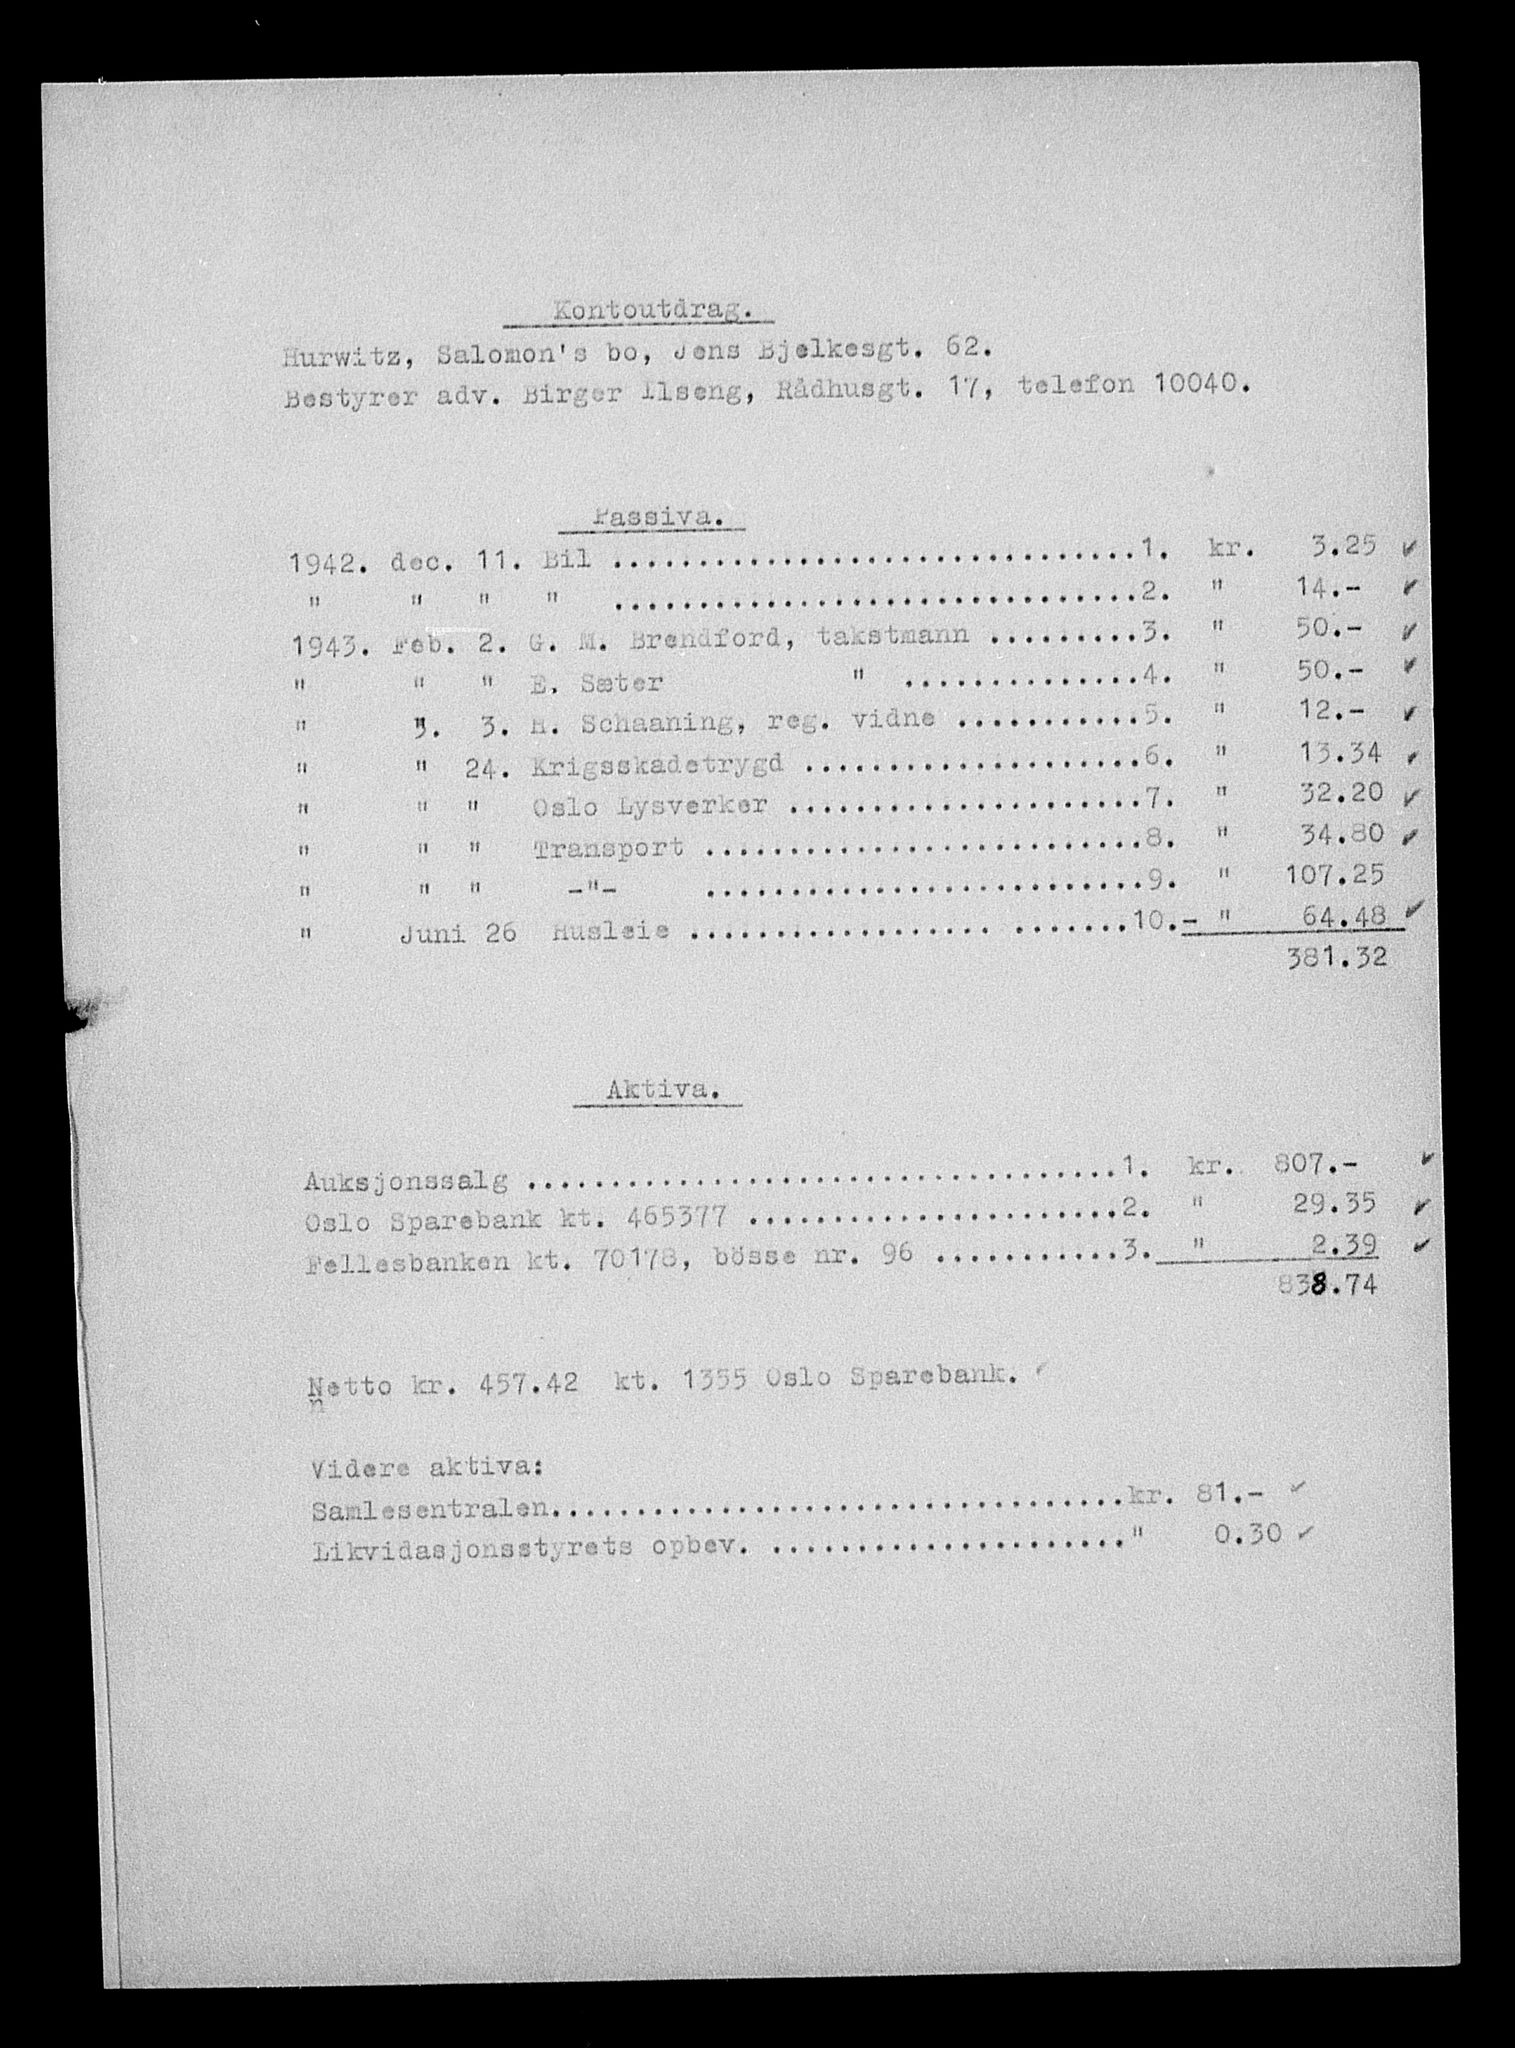 Kontoutdrag.
Hurwitz, Salomon's bo, Jens Bjelkesgt. 62.
Bestyrer adv. Birger Ilseng, Rådhusgt. 17, telefon 10040.
Passiva.
1942. dec. 11. Bil ................................1. kr. 3.25
" " " " ................................2. " 14.-
1943. Feb. 2. G. M. Brendford, takstmann .........3. " 50.-
" " " E. Sæter " ..............4. " 50.-
" 3. 3. H. Schaaning, reg. vidne ...........5. " 12.-
" " 24. Krigsskadetrygd ....................6. " 13.34
" " " Oslo Lysverker .....................7. " 32.20
" " " Transport ..........................8. " 34.80
" " " -"- ..........................9. " 107.25
" Juni 26 Husleie .................. .......10.- " 64.48
381.32
Aktiva.
Auksjonssalg ...................................1. kr. 807.-
Oslo Sparebank kt. 465377 ......................2. " 29.35
Fellesbanken kt. 70178, bösse nr. 96 ...........3. " 2.39
838.74
Netto kr. 457.42 kt. 1355 Oslo Sparebank.
n
Videre aktiva:
Samlesentralen..................................kr. 81.-
Likvidasjonsstyrets opbev. ....................." 0.30